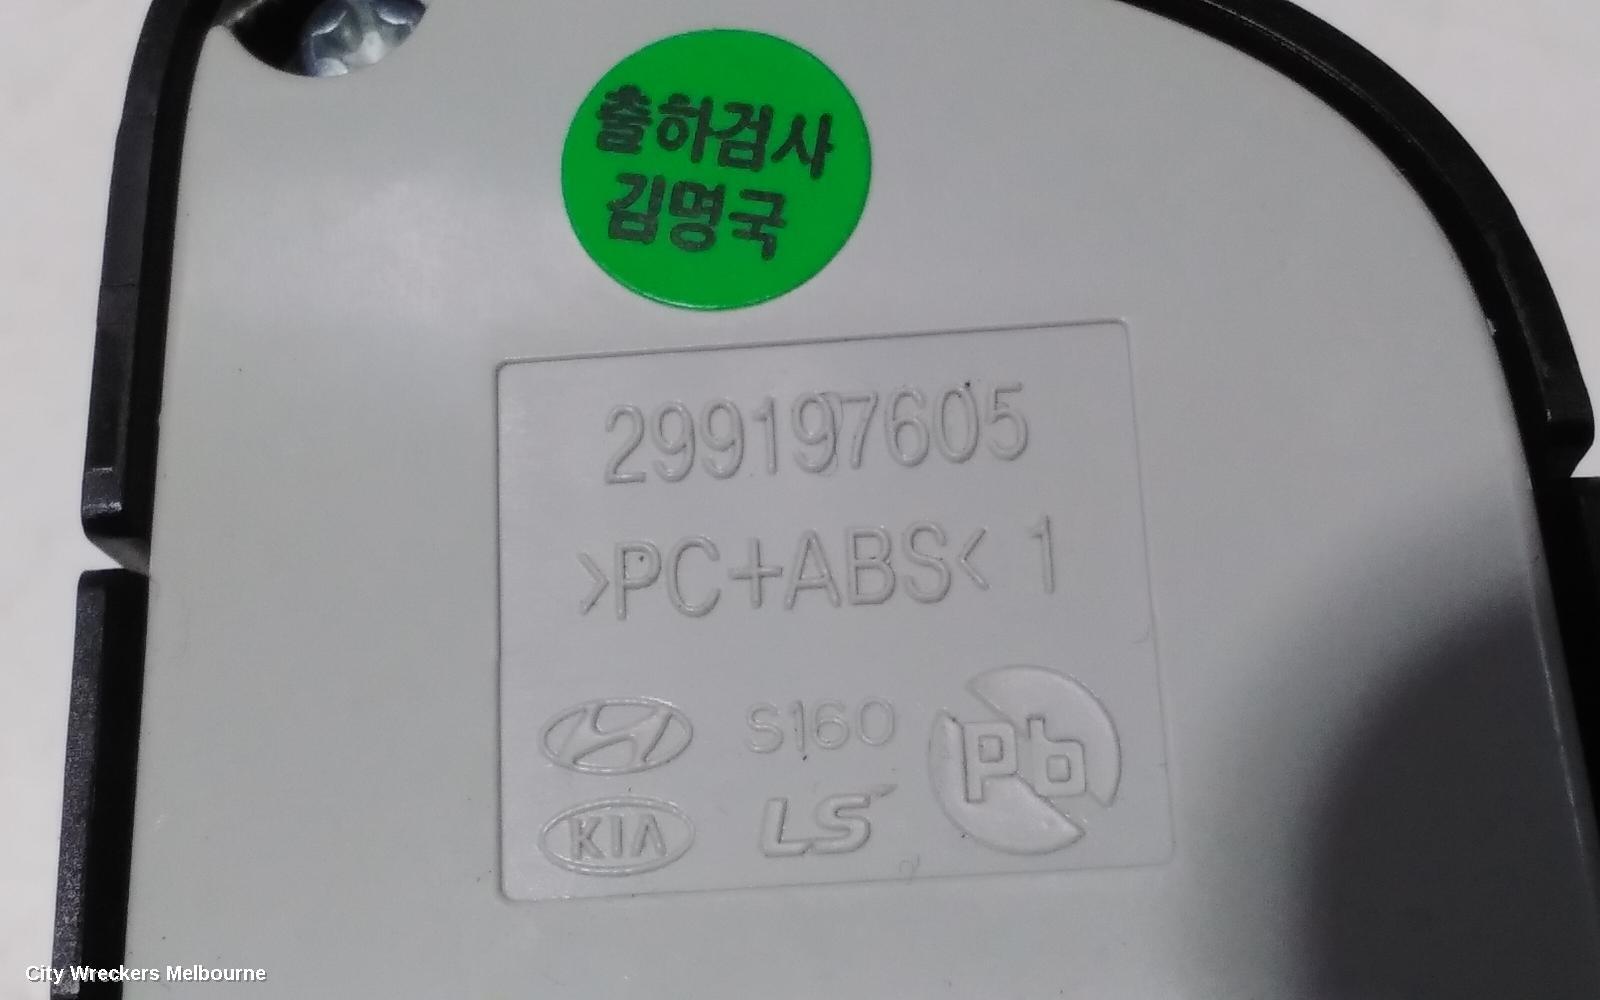 출하검사
김명국
299197605
>PC+ABS< 1
S160
Pb
KIA
LS
City Wreckers Melbourne